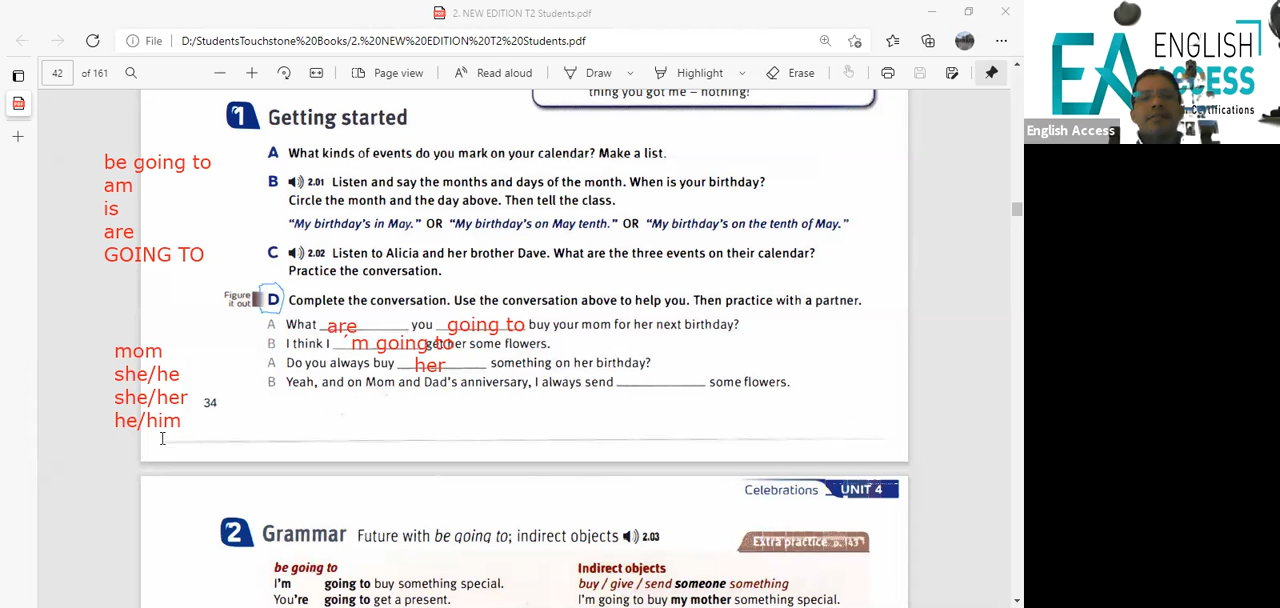 2. NEW EDITION T2 Students.pdf
File D:/StudentsTouchstone Books/2.%20NEW%20EDITION%20T2%20Students.pdf
42 of 161
Page view
Read aloud
Draw
Highlight
Erase
thing you got me – nothing!
1 Getting started
A What kinds of events do you mark on your calendar? Make a list.
B 2.01 Listen and say the months and days of the month. When is your birthday?
Circle the month and the day above. Then tell the class.
"My birthday's in May." OR "My birthday's on May tenth." OR "My birthday's on the tenth of May."
C 2.02 Listen to Alicia and her brother Dave. What are the three events on their calendar?
Practice the conversation.
Figure it out
D Complete the conversation. Use the conversation above to help you. Then practice with a partner.
A What are you going to buy your mom for her next birthday?
B I think I ´m going to get her some flowers.
A Do you always buy her something on her birthday?
B Yeah, and on Mom and Dad's anniversary, I always send ____ some flowers.
34
be going to
am
is
are
GOING TO
mom
she/he
she/her
he/him
Celebrations UNIT 4
2 Grammar Future with be going to; indirect objects 2.03
Extra practice p. 143
be going to
I'm going to buy something special.
You're going to get a present.
Indirect objects
buy / give / send someone something
I'm going to buy my mother something special.
EA ENGLISH
ACCESS
Certifications
English Access